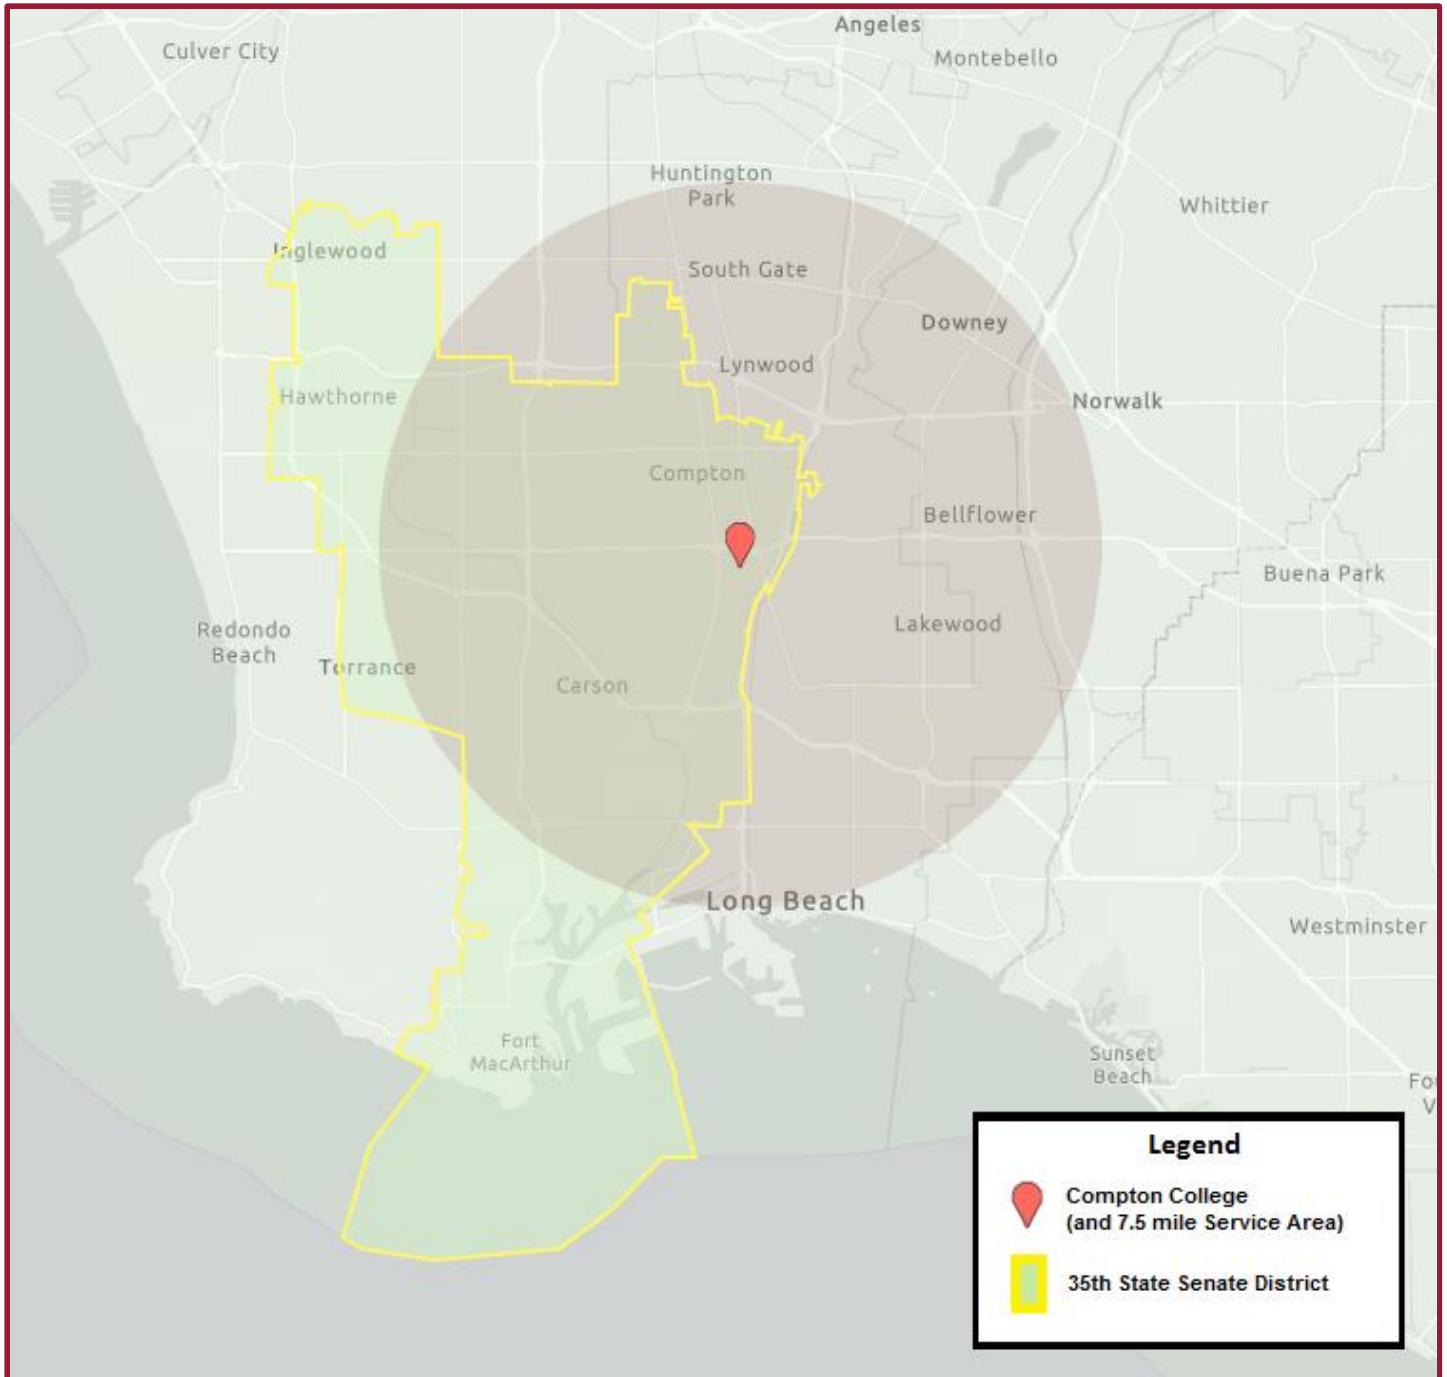 Angeles
Culver City
Montebello
Huntington
Park
Whittier
Inglewood
South Gate
Downey
Lynwood
Hawthorne
Norwalk
Compton
Bellflower
Buena Park
Redondo
Beach
Lakewood
Torrance
Carson
Long Beach
Westminster
Fort
MacArthur
Sunset
Beach
Fou
V
Legend
Compton College
(and 7.5 mile Service Area)
35th State Senate District